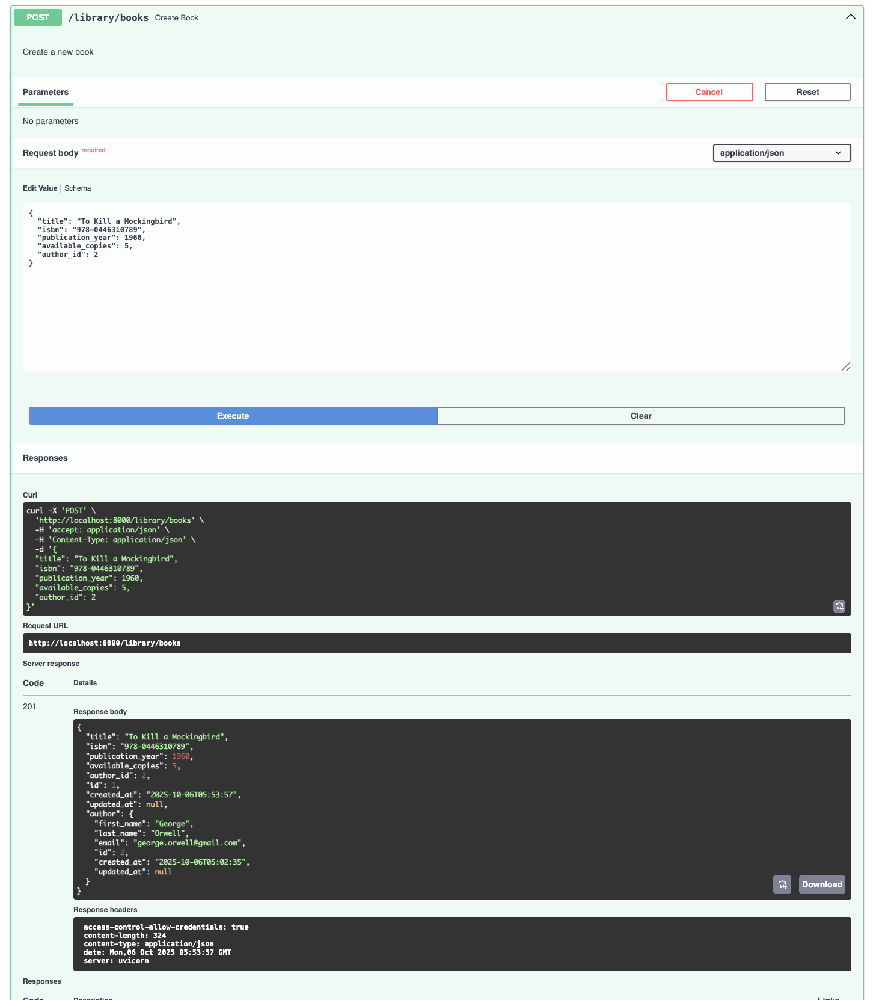 POST /library/books Create Book
Create a new book
Parameters Cancel Reset
No parameters
Request body required application/json
Edit Value Schema
{
  "title": "To Kill a Mockingbird",
  "isbn": "978-0446310789",
  "publication_year": 1960,
  "available_copies": 5,
  "author_id": 2
}
Execute Clear
Responses
Curl
curl -X 'POST' \
  'http://localhost:8000/library/books' \
  -H 'accept: application/json' \
  -H 'Content-Type: application/json' \
  -d '{
  "title": "To Kill a Mockingbird",
  "isbn": "978-0446310789",
  "publication_year": 1960,
  "available_copies": 5,
  "author_id": 2
}'
Request URL
http://localhost:8000/library/books
Server response
Code Details
201
Response body
{
  "title": "To Kill a Mockingbird",
  "isbn": "978-0446310789",
  "publication_year": 1960,
  "available_copies": 5,
  "author_id": 2,
  "id": 1,
  "created_at": "2025-10-06T05:53:57",
  "updated_at": null,
  "author": {
    "first_name": "George",
    "last_name": "Orwell",
    "email": "george.orwell@gmail.com",
    "id": 2,
    "created_at": "2025-10-06T05:02:35",
    "updated_at": null
  }
}
Download
Response headers
access-control-allow-credentials: true
content-length: 324
content-type: application/json
date: Mon,06 Oct 2025 05:53:57 GMT
server: uvicorn
Responses
Code Description Links